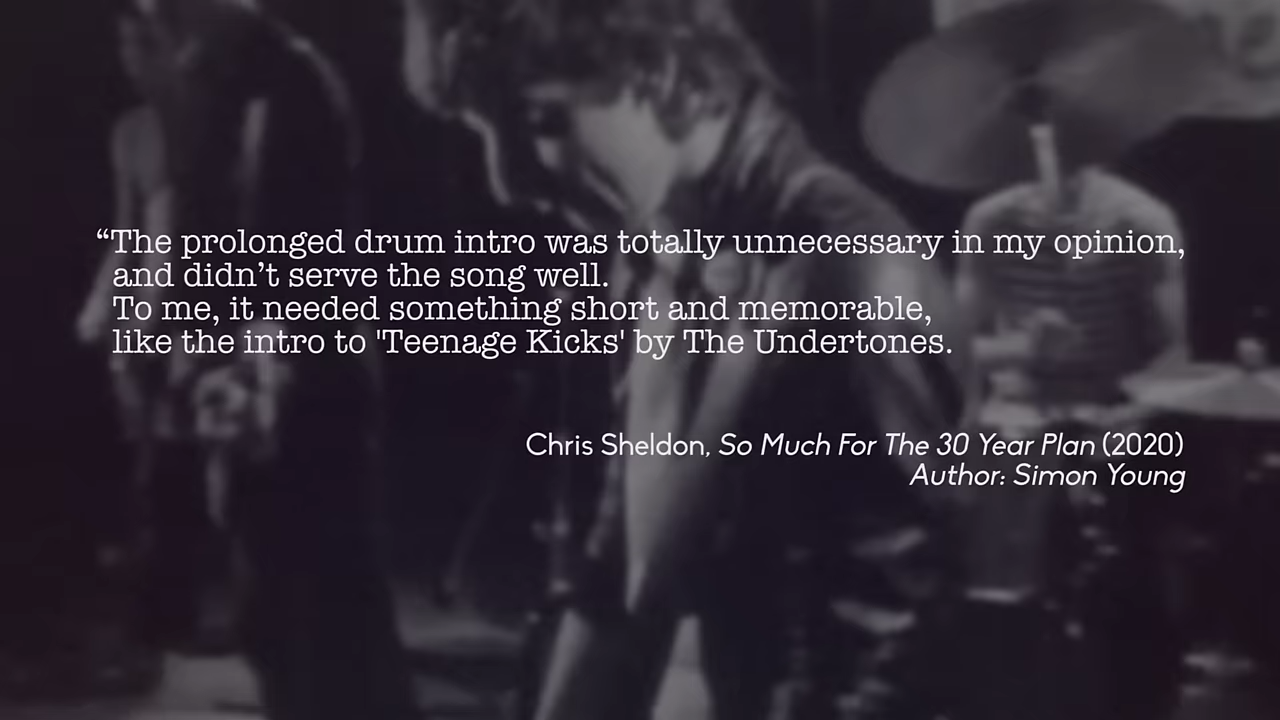 “The prolonged drum intro was totally unnecessary in my opinion,
and didn’t serve the song well.
To me, it needed something short and memorable,
like the intro to 'Teenage Kicks' by The Undertones.
Chris Sheldon, So Much For The 30 Year Plan (2020)
Author: Simon Young